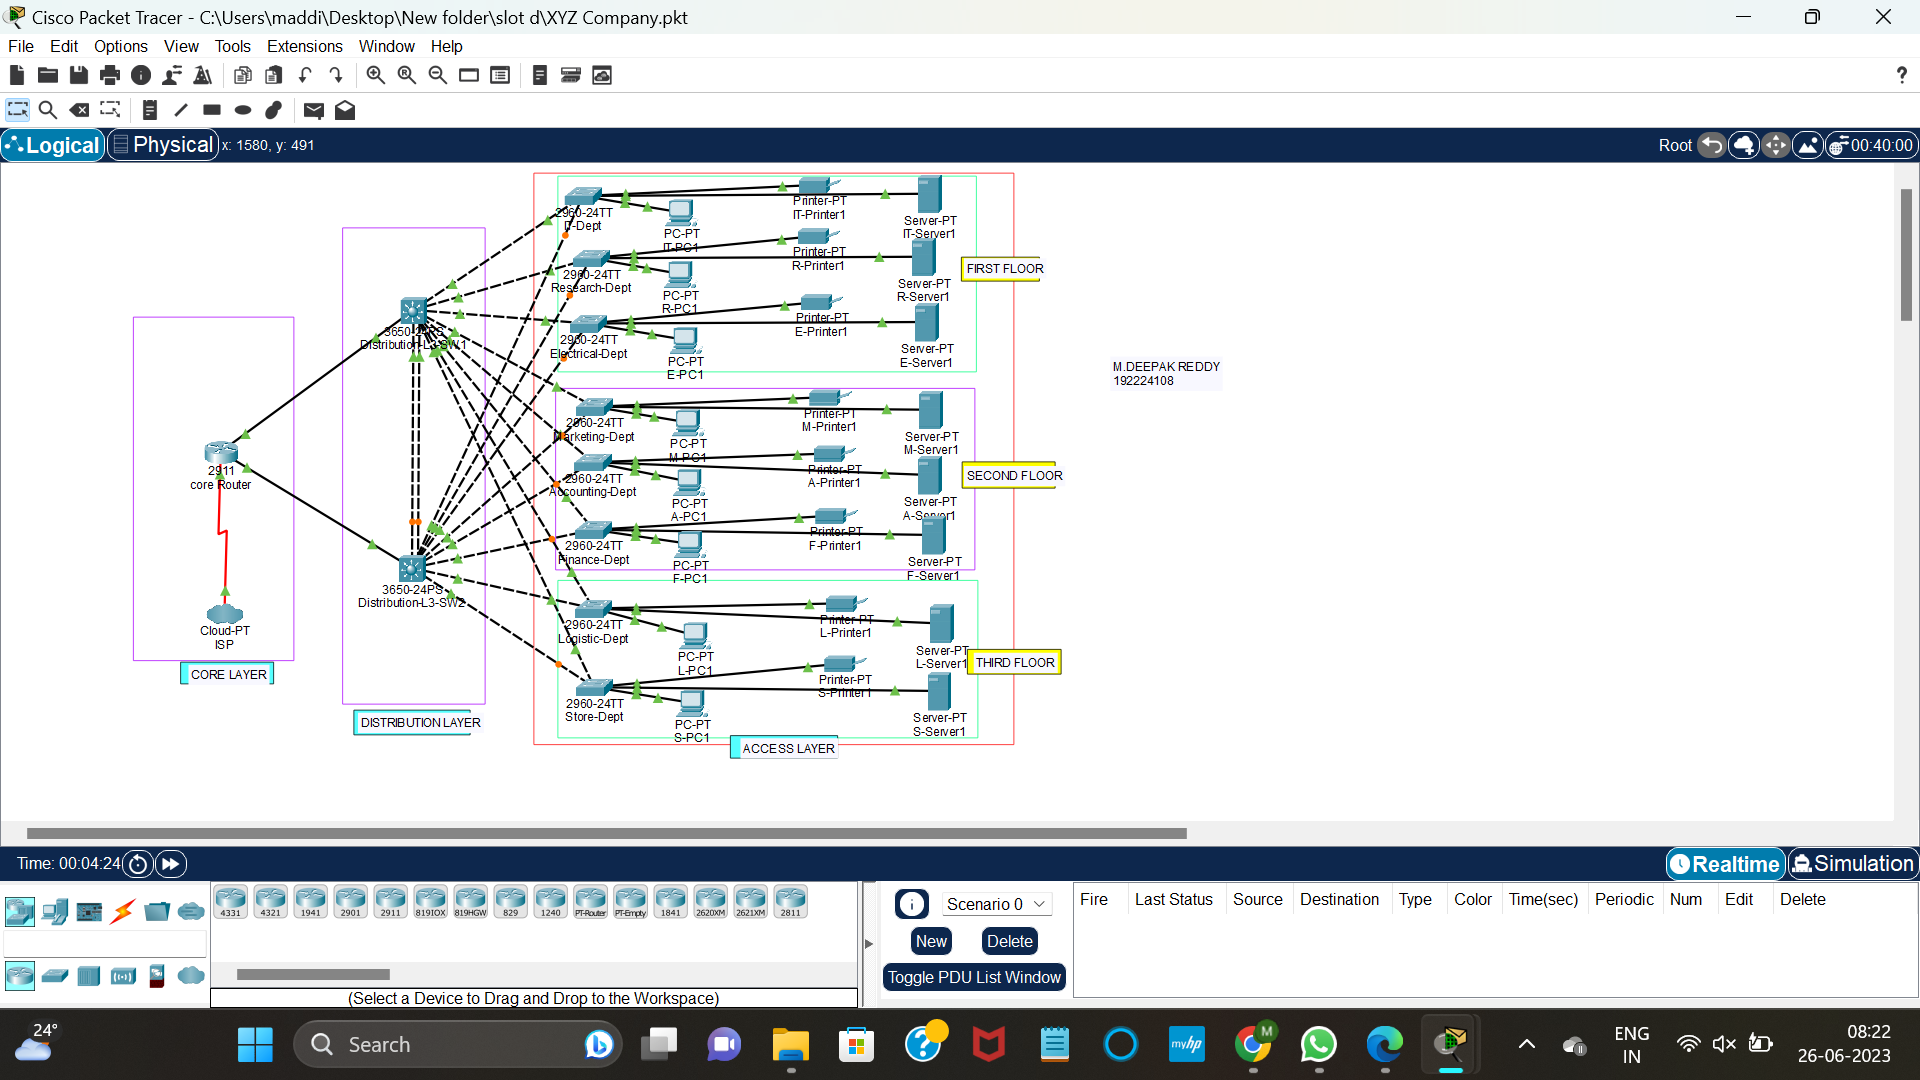 Cisco Packet Tracer - C:\Users\maddi\Desktop\New folder\slot d\XYZ Company.pkt
File Edit Options View Tools Extensions Window Help
?
Logical Physical x: 1580, y: 491 Root 00:40:00
2960-24TT
IT-Dept
Printer-PT
IT-Printer1
Server-PT
IT-Server1
PC-PT
IT-PC1
2960-24TT
Research-Dept
Printer-PT
R-Printer1
Server-PT
R-Server1
PC-PT
R-PC1
FIRST FLOOR
2960-24TT
Electrical-Dept
Printer-PT
E-Printer1
Server-PT
E-Server1
PC-PT
E-PC1
3650-24PS
Distribution-L3-SW1
M.DEEPAK REDDY
192224108
2960-24TT
Marketing-Dept
Printer-PT
M-Printer1
Server-PT
M-Server1
PC-PT
M-PC1
2960-24TT
Accounting-Dept
Printer-PT
A-Printer1
Server-PT
A-Server1
PC-PT
A-PC1
SECOND FLOOR
2911
core Router
2960-24TT
Finance-Dept
Printer-PT
F-Printer1
Server-PT
F-Server1
PC-PT
F-PC1
3650-24PS
Distribution-L3-SW2
Cloud-PT
ISP
2960-24TT
Logistic-Dept
Printer-PT
L-Printer1
Server-PT
L-Server1
PC-PT
L-PC1
THIRD FLOOR
CORE LAYER
2960-24TT
Store-Dept
Printer-PT
S-Printer1
Server-PT
S-Server1
PC-PT
S-PC1
DISTRIBUTION LAYER
ACCESS LAYER
Time: 00:04:24 Realtime Simulation
4331 4321 1941 2901 2911 819IOX 819HGW 829 1240 PT-Router PT-Empty 1841 2620XM 2621XM 2811
Scenario 0
New Delete
Toggle PDU List Window
Fire Last Status Source Destination Type Color Time(sec) Periodic Num Edit Delete
(Select a Device to Drag and Drop to the Workspace)
24°
Search
myhp
M
ENG
IN
08:22
26-06-2023